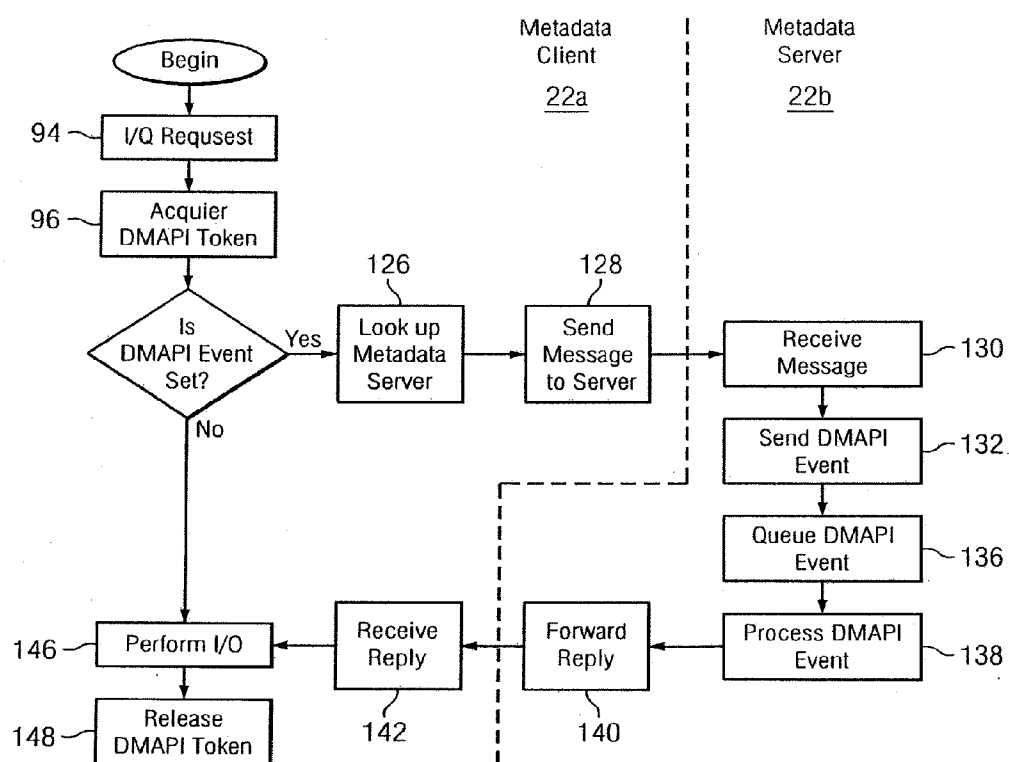 Metadata
Client
22a
Metadata
Server
22b
Begin
94
I/Q Requsest
96
Acquier
DMAPI Token
Is
DMAPI Event
Set?
Yes
No
126
Look up
Metadata
Server
128
Send
Message
to Server
Receive
Message
130
Send DMAPI
Event
132
Queue DMAPI
Event
136
Process DMAPI
Event
138
Forward
Reply
140
Receive
Reply
142
146
Perform I/O
148
Release
DMAPI Token